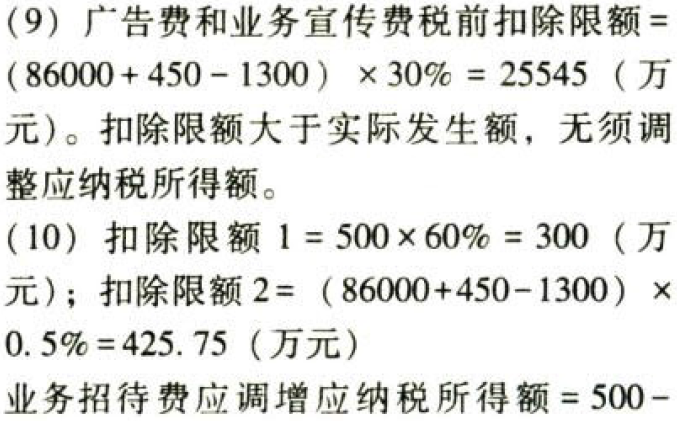 (9) 广告费和业务宣传费税前扣除限额=
(86000+450-1300) ×30%=25545 (万
元)。扣除限额大于实际发生额，无须调
整应纳税所得额。
(10) 扣除限额 1=500×60%=300 (万
元)；扣除限额 2= (86000+450-1300) ×
0.5%=425.75 (万元)
业务招待费应调增应纳税所得额=500-